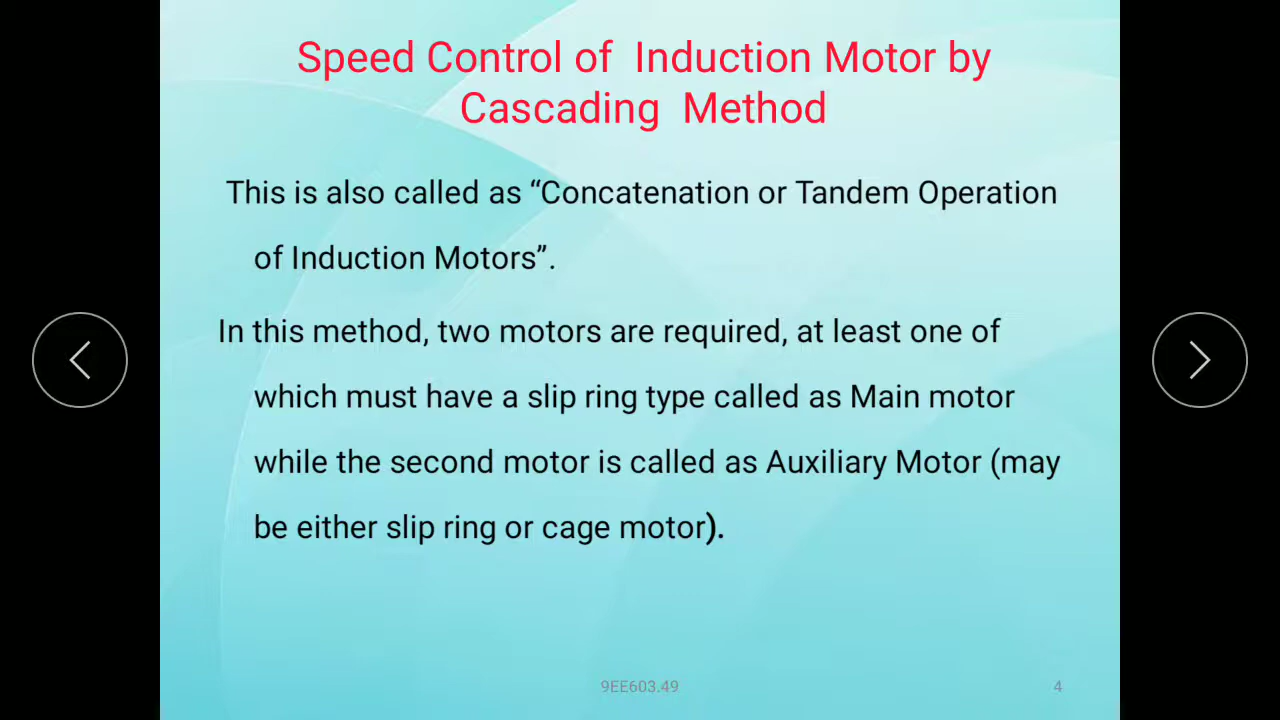 Speed Control of Induction Motor by
Cascading Method
This is also called as “Concatenation or Tandem Operation
of Induction Motors”.
In this method, two motors are required, at least one of
which must have a slip ring type called as Main motor
while the second motor is called as Auxiliary Motor (may
be either slip ring or cage motor).
9EE603.49
4